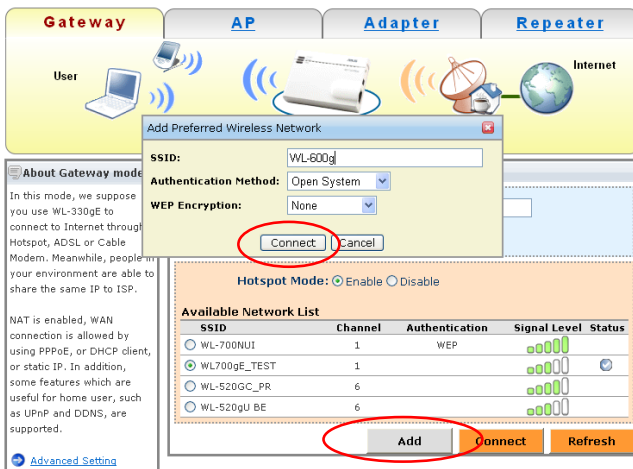 Gateway
AP
Adapter
Repeater
User
Internet
Add Preferred Wireless Network
SSID:
WL-600g
Authentication Method:
Open System
WEP Encryption:
None
Connect
Cancel
About Gateway mode
In this mode, we suppose
you use WL-330gE to
connect to Internet through
Hotspot, ADSL or Cable
Modem. Meanwhile, people in
your environment are able to
share the same IP to ISP.
NAT is enabled, WAN
connection is allowed by
using PPPoE, or DHCP client,
or static IP. In addition,
some features which are
useful for home user, such
as UPnP and DDNS, are
supported.
Advanced Setting
Hotspot Mode: Enable Disable
Available Network List
SSID Channel Authentication Signal Level Status
WL-700NUI 1 WEP
WL700gE_TEST 1
WL-520GC_PR 6
WL-520gU BE 6
Add
Connect
Refresh